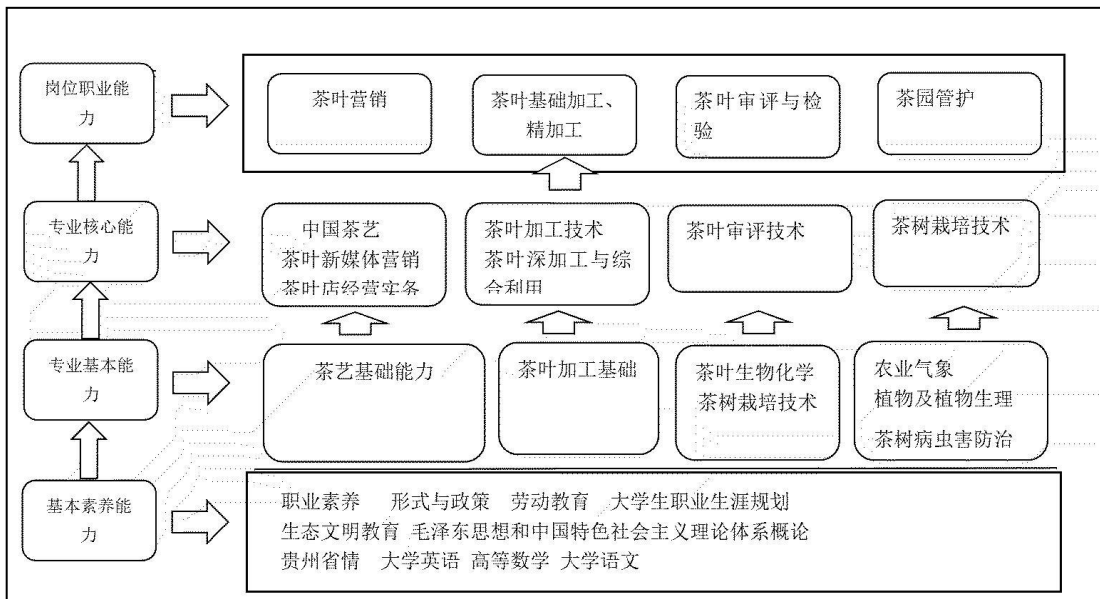 岗位职业能
力
茶叶营销
茶叶基础加工、
精加工
茶叶审评与检
验
茶园管护
专业核心能
力
中国茶艺
茶叶新媒体营销
茶叶店经营实务
茶叶加工技术
茶叶深加工与综
合利用
茶叶审评技术
茶树栽培技术
专业基本能
力
茶艺基础能力
茶叶加工基础
茶叶生物化学
茶树栽培技术
农业气象
植物及植物生理
茶树病虫害防治
基本素养能
力
职业素养 形式与政策 劳动教育 大学生职业生涯规划
生态文明教育 毛泽东思想和中国特色社会主义理论体系概论
贵州省情 大学英语 高等数学 大学语文